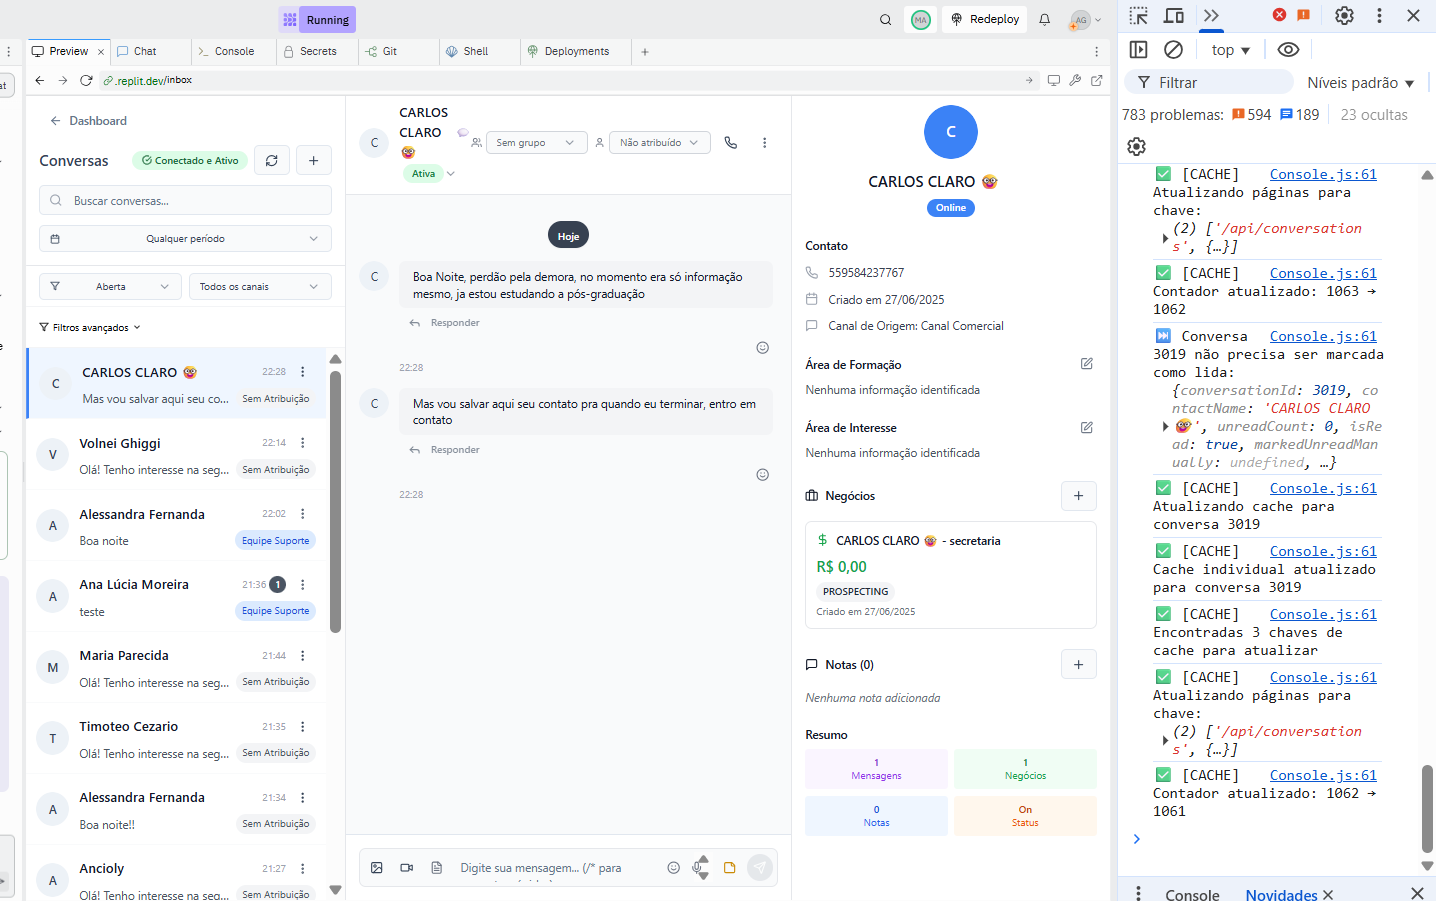 Running
MA
Redeploy
AG
Preview
Chat
Console
Secrets
Git
Shell
Deployments
.replit.dev/inbox
Dashboard
Conversas
Conectado e Ativo
Buscar conversas...
Qualquer período
Aberta
Todos os canais
Filtros avançados
C
CARLOS CLARO 🤓
22:28
Mas vou salvar aqui seu co...
Sem Atribuição
V
Volnei Ghiggi
22:14
Olá! Tenho interesse na seg...
Sem Atribuição
A
Alessandra Fernanda
22:02
Boa noite
Equipe Suporte
A
Ana Lúcia Moreira
21:36
1
teste
Equipe Suporte
M
Maria Parecida
21:44
Olá! Tenho interesse na seg...
Sem Atribuição
T
Timoteo Cezario
21:35
Olá! Tenho interesse na seg...
Sem Atribuição
A
Alessandra Fernanda
21:34
Boa noite!!
Sem Atribuição
A
Ancioly
21:27
Olá! Tenho interesse na seg...
Sem Atribuição
C
CARLOS
CLARO
🤓
Ativa
Sem grupo
Não atribuído
Hoje
C
Boa Noite, perdão pela demora, no momento era só informação
mesmo, ja estou estudando a pós-graduação
Responder
22:28
C
Mas vou salvar aqui seu contato pra quando eu terminar, entro em
contato
Responder
22:28
Digite sua mensagem... (/* para
C
CARLOS CLARO 🤓
Online
Contato
559584237767
Criado em 27/06/2025
Canal de Origem: Canal Comercial
Área de Formação
Nenhuma informação identificada
Área de Interesse
Nenhuma informação identificada
Negócios
CARLOS CLARO 🤓 - secretaria
R$ 0,00
PROSPECTING
Criado em 27/06/2025
Notas (0)
Nenhuma nota adicionada
Resumo
1
Mensagens
1
Negócios
0
Notas
On
Status
top
Filtrar
Níveis padrão
783 problemas: 594 189 23 ocultas
✅ [CACHE] Console.js:61
Atualizando páginas para
chave:
(2) ['/api/conversation
s', {…}]
✅ [CACHE] Console.js:61
Contador atualizado: 1063 →
1062
⏭️ Conversa Console.js:61
3019 não precisa ser marcada
como lida:
{conversationId: 3019, co
ntactName: 'CARLOS CLARO
🤓', unreadCount: 0, isRe
ad: true, markedUnreadMan
ually: undefined, …}
✅ [CACHE] Console.js:61
Atualizando cache para
conversa 3019
✅ [CACHE] Console.js:61
Cache individual atualizado
para conversa 3019
✅ [CACHE] Console.js:61
Encontradas 3 chaves de
cache para atualizar
✅ [CACHE] Console.js:61
Atualizando páginas para
chave:
(2) ['/api/conversation
s', {…}]
✅ [CACHE] Console.js:61
Contador atualizado: 1062 →
1061
Console
Novidades